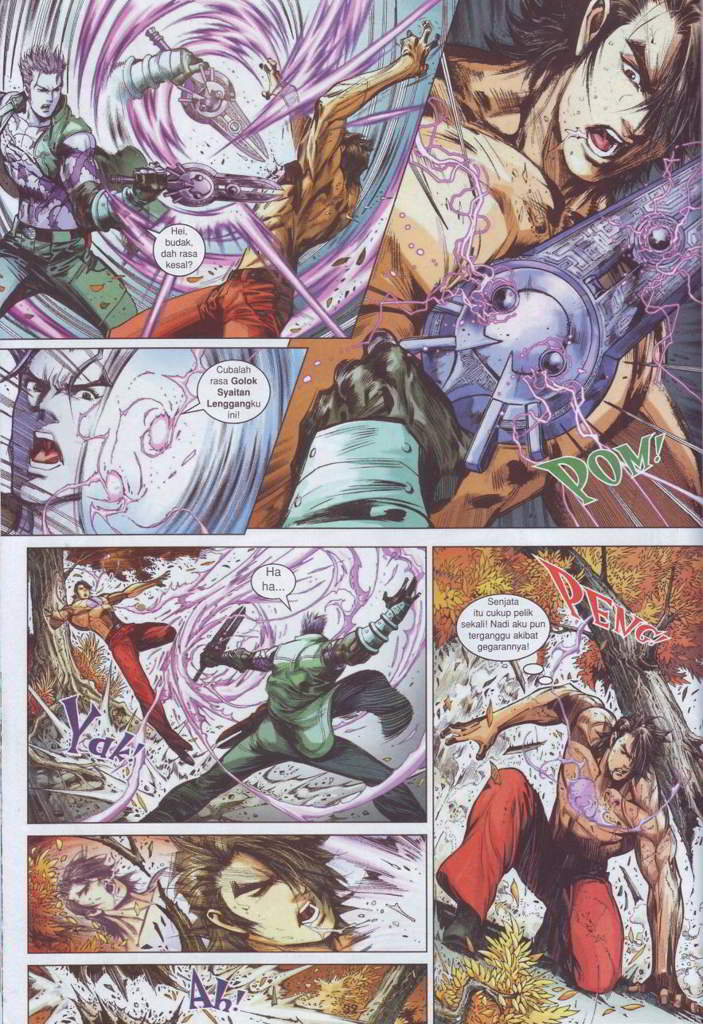 Hei,
budak,
dah rasa
kesal?
Cubalah
rasa Golok
Syaitan
Lenggangku
ini!
POM!
Ha
ha...
Yak!
Senjata
itu cukup pelik
sekali! Nadi aku pun
terganggu akibat
gegarannya!
PENG!
Ah!